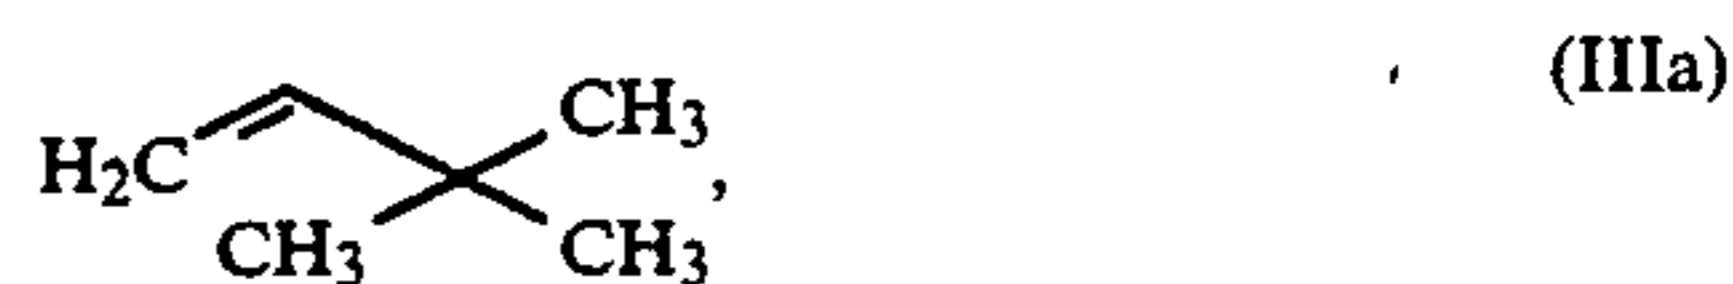 CH₃ (IIIa)
H₂C ,
CH₃ CH₃